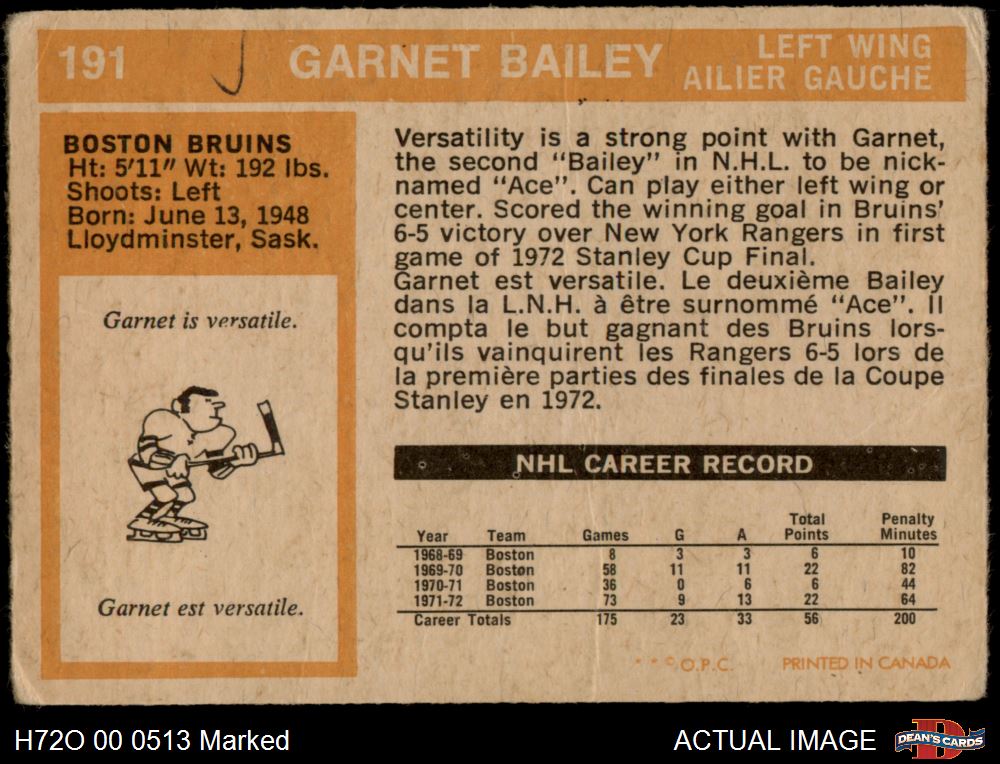 191
GARNET BAILEY
LEFT WING
AILIER GAUCHE
BOSTON BRUINS
Ht: 5'11" Wt: 192 lbs.
Shoots: Left
Born: June 13, 1948
Lloydminster, Sask.
Garnet is versatile.
Garnet est versatile.
Versatility is a strong point with Garnet,
the second "Bailey" in N.H.L. to be nick-
named "Ace". Can play either left wing or
center. Scored the winning goal in Bruins'
6-5 victory over New York Rangers in first
game of 1972 Stanley Cup Final.
Garnet est versatile. Le deuxième Bailey
dans la L.N.H. à être surnommé "Ace". Il
compta le but gagnant des Bruins lors-
qu'ils vainquirent les Rangers 6-5 lors de
la première parties des finales de la Coupe
Stanley en 1972.
NHL CAREER RECORD
Year Team Games G A Total Points Penalty Minutes
1968-69 Boston 8 3 3 6 10
1969-70 Boston 58 11 11 22 82
1970-71 Boston 36 0 6 6 44
1971-72 Boston 73 9 13 22 64
Career Totals 175 23 33 56 200
* * © O.P.C. PRINTED IN CANADA
H72O 00 0513 Marked
ACTUAL IMAGE
D
DEAN'S CARDS